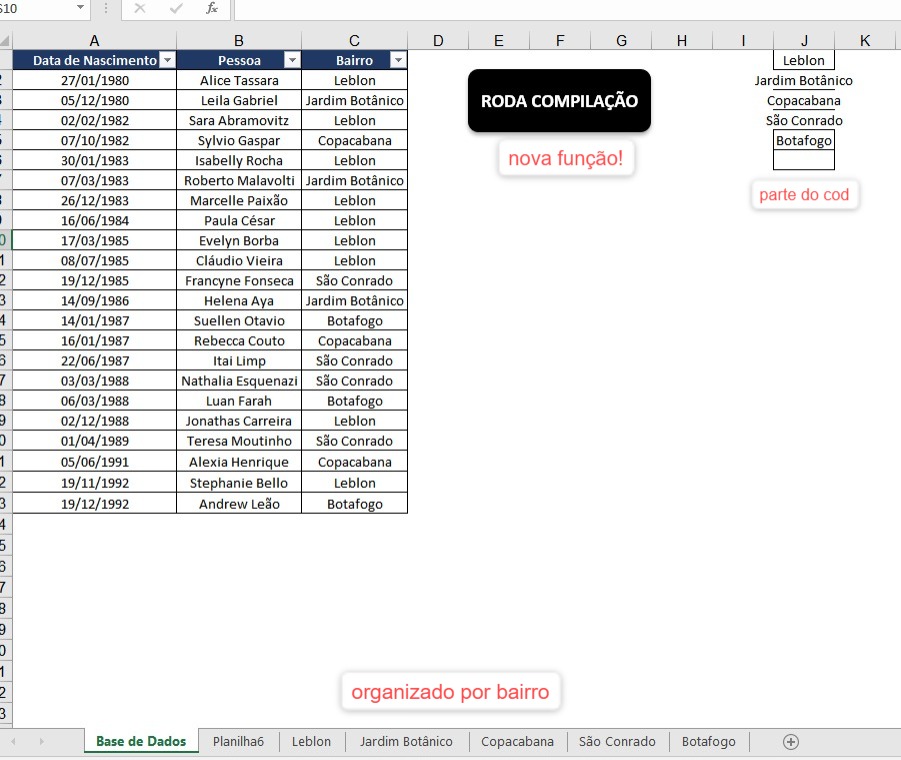 S10 fx
A B C D E F G H I J K
Data de Nascimento Pessoa Bairro Leblon
27/01/1980 Alice Tassara Leblon Jardim Botânico
05/12/1980 Leila Gabriel Jardim Botânico Copacabana
02/02/1982 Sara Abramovitz Leblon São Conrado
07/10/1982 Sylvio Gaspar Copacabana Botafogo
30/01/1983 Isabelly Rocha Leblon
07/03/1983 Roberto Malavolti Jardim Botânico
26/12/1983 Marcelle Paixão Leblon
16/06/1984 Paula César Leblon
17/03/1985 Evelyn Borba Leblon
08/07/1985 Cláudio Vieira Leblon
19/12/1985 Francyne Fonseca São Conrado
14/09/1986 Helena Aya Jardim Botânico
14/01/1987 Suellen Otavio Botafogo
16/01/1987 Rebecca Couto Copacabana
22/06/1987 Itai Limp São Conrado
03/03/1988 Nathalia Esquenazi São Conrado
06/03/1988 Luan Farah Botafogo
02/12/1988 Jonathas Carreira Leblon
01/04/1989 Teresa Moutinho São Conrado
05/06/1991 Alexia Henrique Copacabana
19/11/1992 Stephanie Bello Leblon
19/12/1992 Andrew Leão Botafogo
RODA COMPILAÇÃO
nova função!
parte do cod
organizado por bairro
Base de Dados Planilha6 Leblon Jardim Botânico Copacabana São Conrado Botafogo